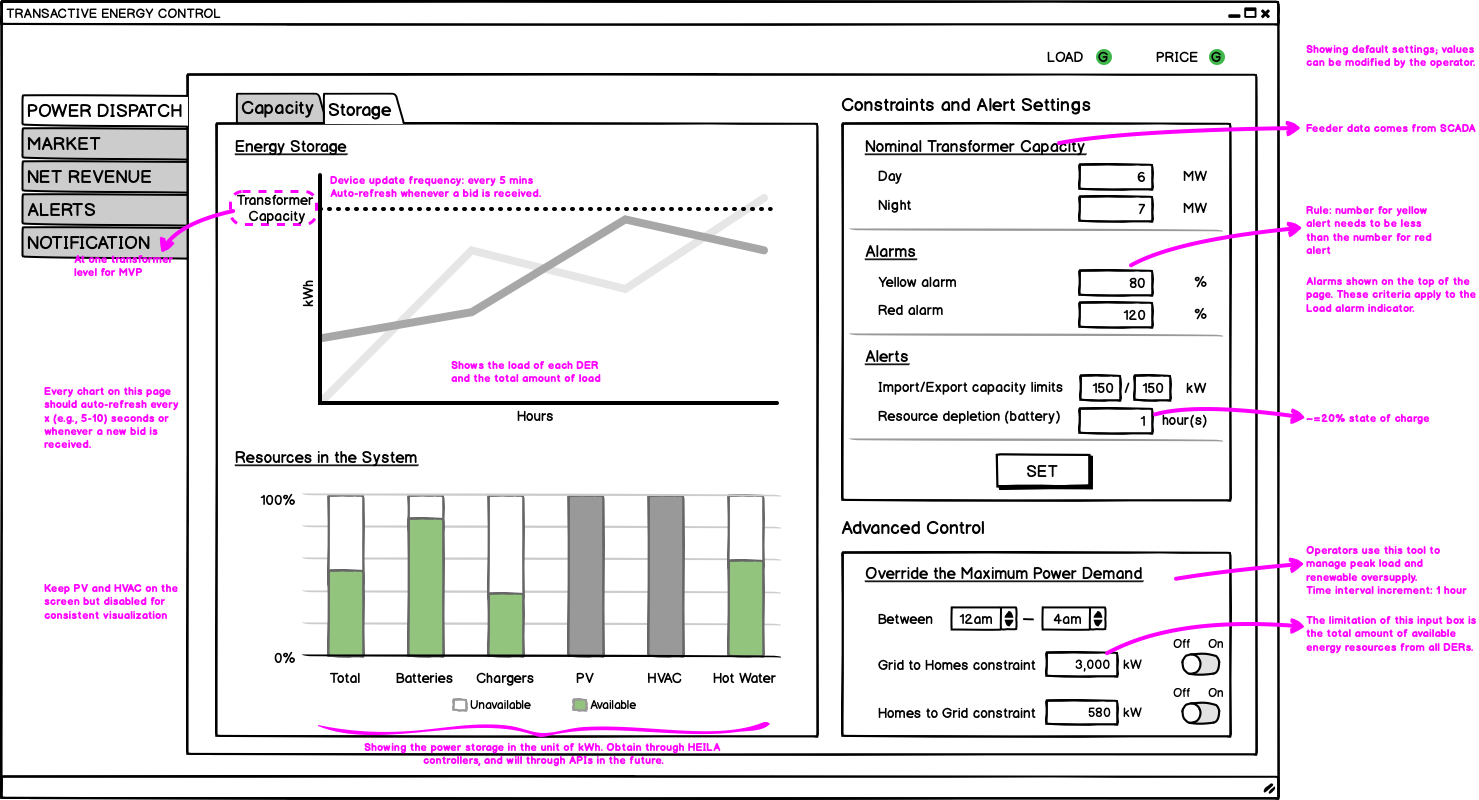 TRANSACTIVE ENERGY CONTROL
LOAD G PRICE G
Showing default settings; values
can be modified by the operator.
POWER DISPATCH
MARKET
NET REVENUE
ALERTS
NOTIFICATION
At one transformer
level for MVP
Every chart on this page
should auto-refresh every
x (e.g., 5-10) seconds or
whenever a new bid is
received.
Keep PV and HVAC on the
screen but disabled for
consistent visualization
Capacity
Storage
Energy Storage
Device update frequency: every 5 mins
Auto-refresh whenever a bid is received.
Transformer
Capacity
kWh
Shows the load of each DER
and the total amount of load
Hours
Resources in the System
100%
0%
Total Batteries Chargers PV HVAC Hot Water
Unavailable Available
Showing the power storage in the unit of kWh. Obtain through HEILA
controllers, and will through APIs in the future.
Constraints and Alert Settings
Nominal Transformer Capacity
Day 6 MW
Night 7 MW
Alarms
Yellow alarm 80 %
Red alarm 120 %
Alerts
Import/Export capacity limits 150 / 150 kW
Resource depletion (battery) 1 hour(s)
SET
Advanced Control
Override the Maximum Power Demand
Between 12am – 4am
Off On
Grid to Homes constraint 3,000 kW
Off On
Homes to Grid constraint 580 kW
Feeder data comes from SCADA
Rule: number for yellow
alert needs to be less
than the number for red
alert
Alarms shown on the top of the
page. These criteria apply to the
Load alarm indicator.
~=20% state of charge
Operators use this tool to
manage peak load and
renewable oversupply.
Time interval increment: 1 hour
The limitation of this input box is
the total amount of available
energy resources from all DERs.